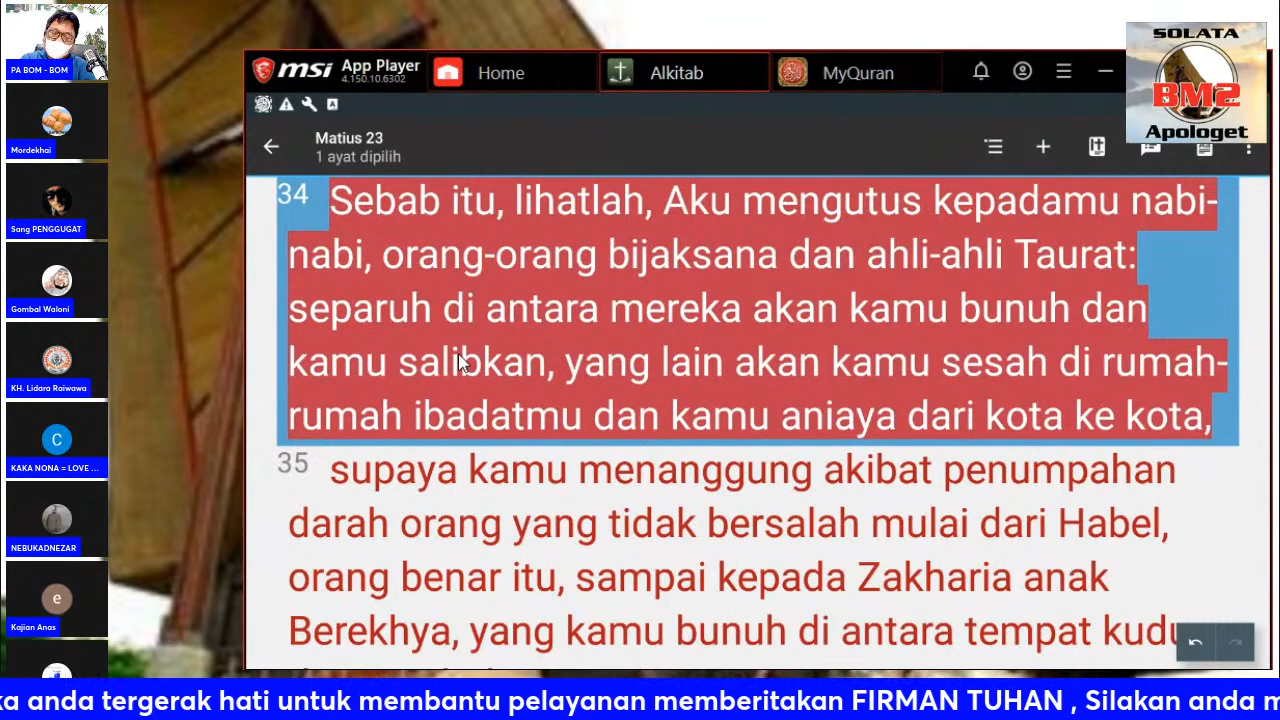 PA BOM - BOM
Mordekhai
Sang PENGGUGAT
Gombal Waloni
KH. Lidara Raiwawa
C
KAKA NONA = LOVE ...
NEBUKADNEZAR
e
Kajian Anas
msi App Player
4.150.10.6302
Home
Alkitab
MyQuran
SOLATA
BM2
Apologet
Matius 23
1 ayat dipilih
34 Sebab itu, lihatlah, Aku mengutus kepadamu nabi-
nabi, orang-orang bijaksana dan ahli-ahli Taurat:
separuh di antara mereka akan kamu bunuh dan
kamu salibkan, yang lain akan kamu sesah di rumah-
rumah ibadatmu dan kamu aniaya dari kota ke kota,
35 supaya kamu menanggung akibat penumpahan
darah orang yang tidak bersalah mulai dari Habel,
orang benar itu, sampai kepada Zakharia anak
Berekhya, yang kamu bunuh di antara tempat kudu
ka anda tergerak hati untuk membantu pelayanan memberitakan FIRMAN TUHAN , Silakan anda m